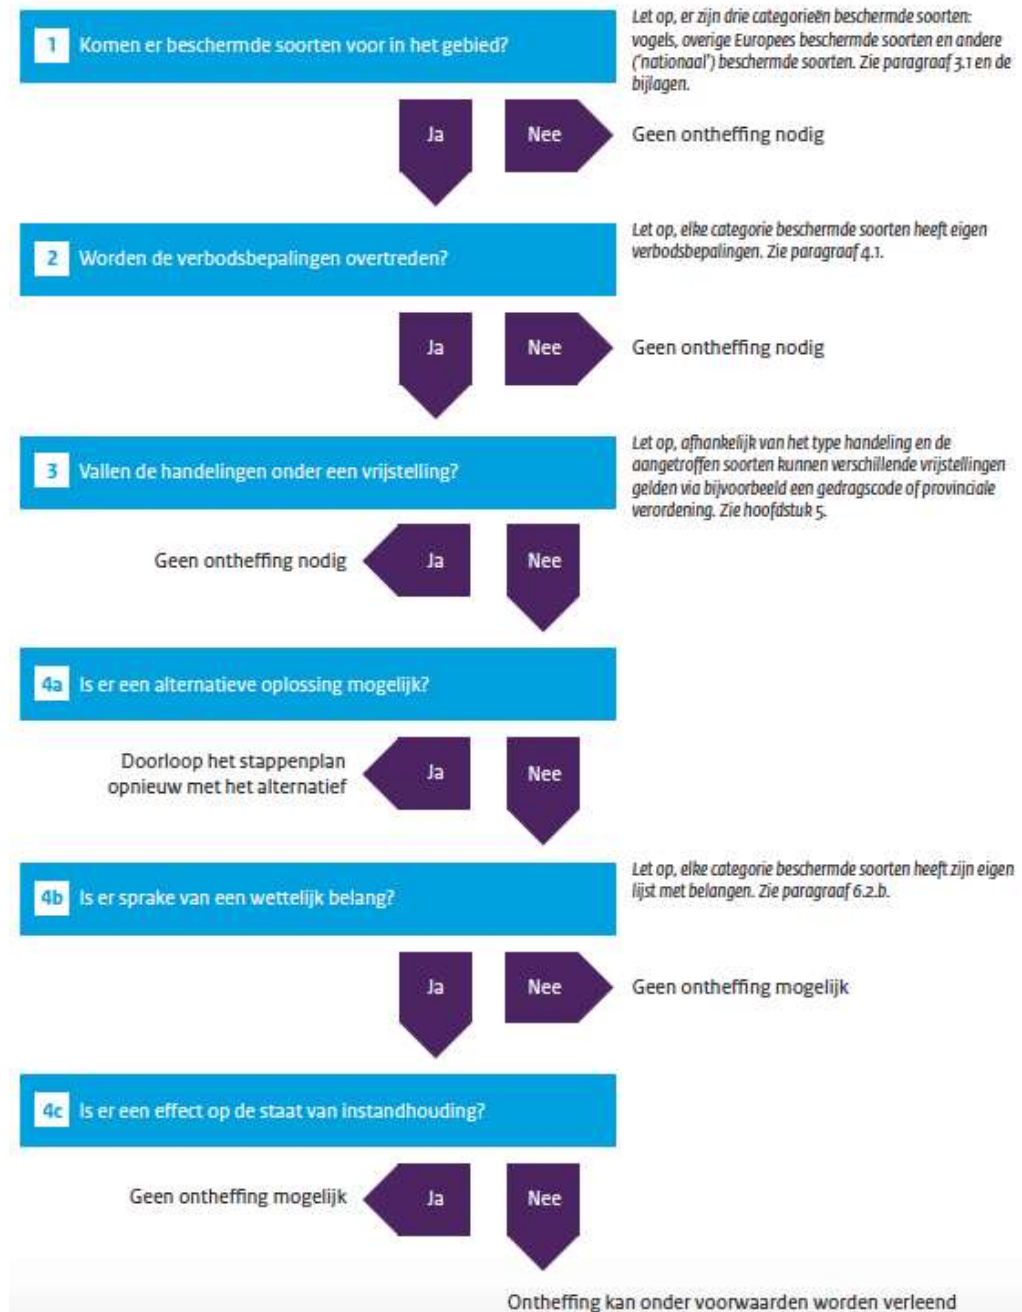 1 Komen er beschermde soorten voor in het gebied?
Let op, er zijn drie categorieën beschermde soorten:
vogels, overige Europees beschermde soorten en andere
('nationaal') beschermde soorten. Zie paragraaf 3.1 en de
bijlagen.
Ja
Nee
Geen ontheffing nodig
2 Worden de verbodsbepalingen overtreden?
Let op, elke categorie beschermde soorten heeft eigen
verbodsbepalingen. Zie paragraaf 4.1.
Ja
Nee
Geen ontheffing nodig
3 Vallen de handelingen onder een vrijstelling?
Let op, afhankelijk van het type handeling en de
aangetroffen soorten kunnen verschillende vrijstellingen
gelden via bijvoorbeeld een gedragscode of provinciale
verordening. Zie hoofdstuk 5.
Geen ontheffing nodig
Ja
Nee
4a Is er een alternatieve oplossing mogelijk?
Doorloop het stappenplan
opnieuw met het alternatief
Ja
Nee
4b Is er sprake van een wettelijk belang?
Let op, elke categorie beschermde soorten heeft zijn eigen
lijst met belangen. Zie paragraaf 6.2.b.
Ja
Nee
Geen ontheffing mogelijk
4c Is er een effect op de staat van instandhouding?
Geen ontheffing mogelijk
Ja
Nee
Ontheffing kan onder voorwaarden worden verleend